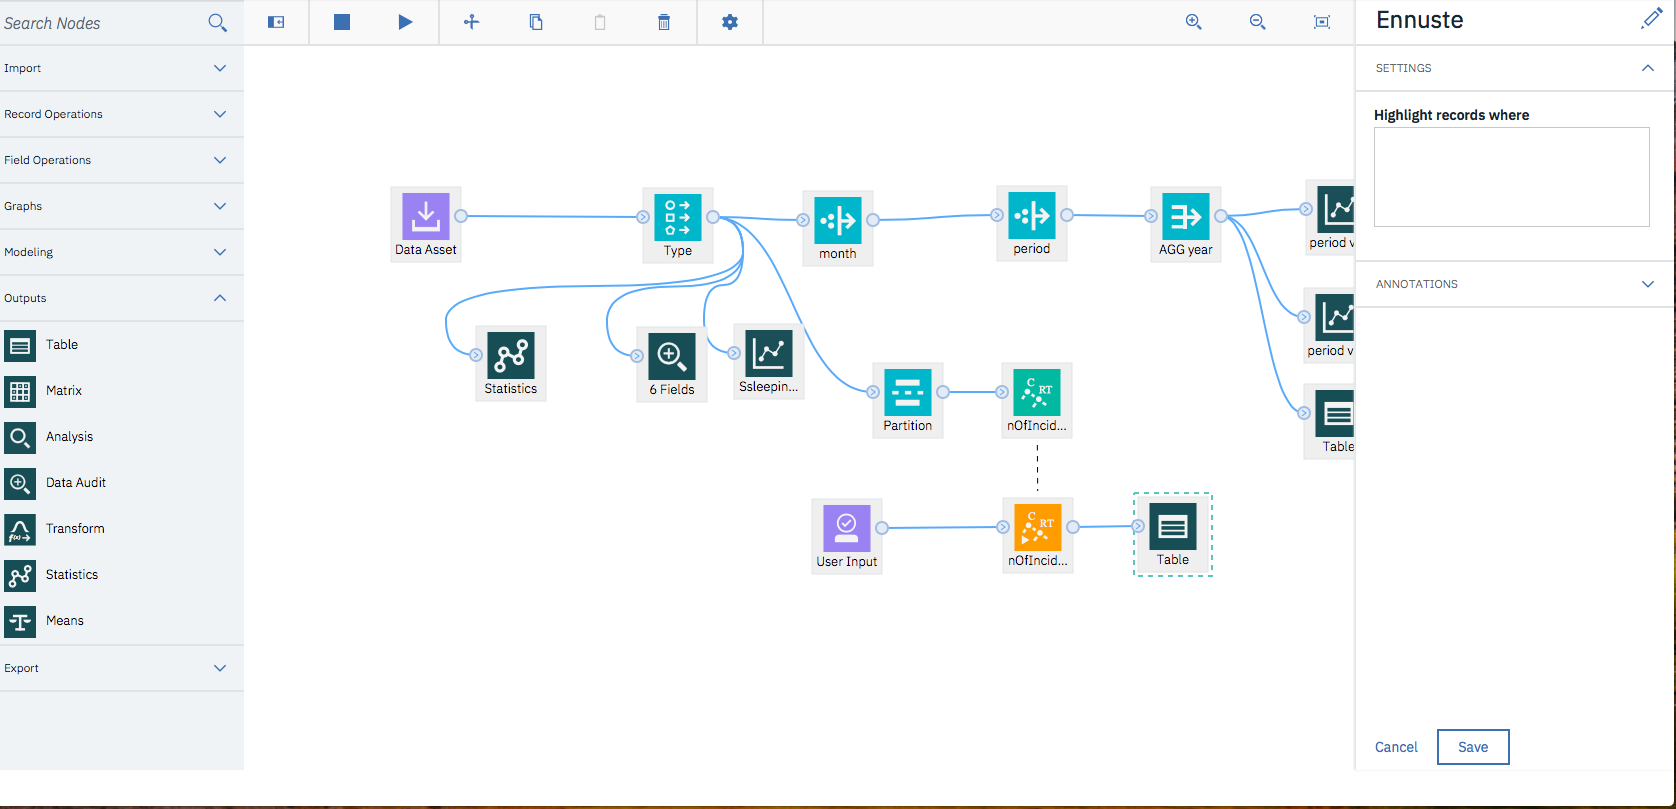 Search Nodes
Import
Record Operations
Field Operations
Graphs
Modeling
Outputs
Table
Matrix
Analysis
Data Audit
Transform
Statistics
Means
Export
Data Asset
Type
month
period
AGG year
period v
Statistics
6 Fields
Ssleepin...
period v
Partition
nOfIncid...
Table
User Input
nOfIncid...
Table
C RT
C RT
f(x)
Ennuste
SETTINGS
Highlight records where
ANNOTATIONS
Cancel
Save